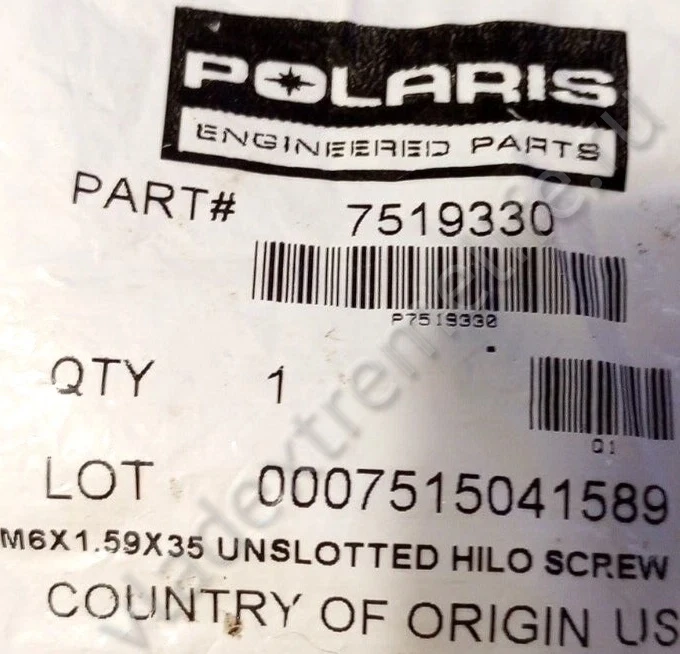 POLARIS
ENGINEERED PARTS
PART# 7519330
P7519330
QTY 1
Q1
LOT 0007515041589
M6X1.59X35 UNSLOTTED HILO SCREW
COUNTRY OF ORIGIN US